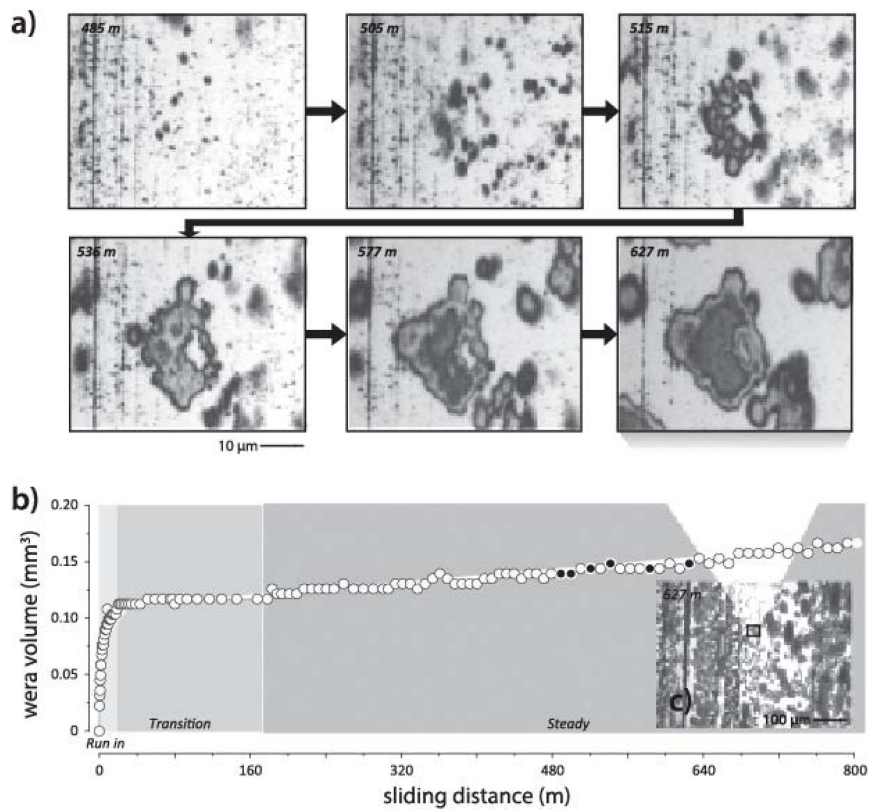 a)
485 m
505 m
515 m
536 m
577 m
627 m
10 µm
b)
wera volume (mm³)
0.20
0.15
0.10
0.05
0
Run in
Transition
Steady
627 m
c)
100 µm
0
160
320
480
640
800
sliding distance (m)